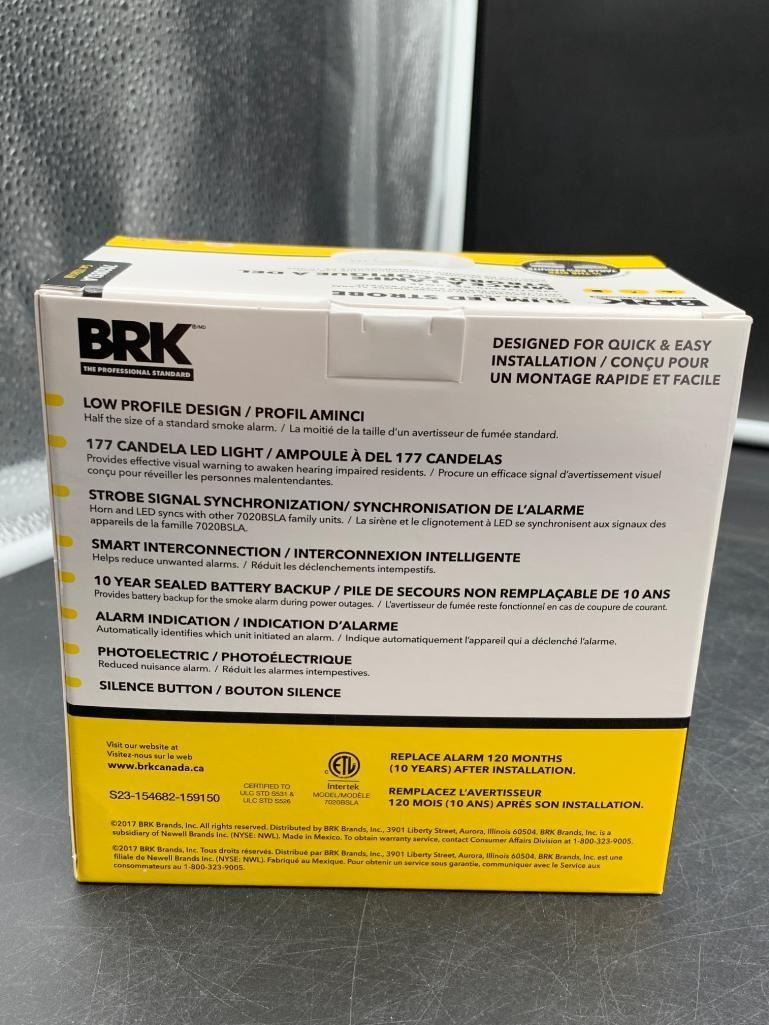 SLIM LED STROBE
BRK
®/MD
THE PROFESSIONAL STANDARD
DESIGNED FOR QUICK & EASY
INSTALLATION / CONÇU POUR
UN MONTAGE RAPIDE ET FACILE
LOW PROFILE DESIGN / PROFIL AMINCI
Half the size of a standard smoke alarm. / La moitié de la taille d'un avertisseur de fumée standard.
177 CANDELA LED LIGHT / AMPOULE À DEL 177 CANDELAS
Provides effective visual warning to awaken hearing impaired residents. / Procure un efficace signal d'avertissement visuel
conçu pour réveiller les personnes malentendantes.
STROBE SIGNAL SYNCHRONIZATION/ SYNCHRONISATION DE L'ALARME
Horn and LED syncs with other 7020BSLA family units. / La sirène et le clignotement à LED se synchronisent aux signaux des
appareils de la famille 7020BSLA.
SMART INTERCONNECTION / INTERCONNEXION INTELLIGENTE
Helps reduce unwanted alarms. / Réduit les déclenchements intempestifs.
10 YEAR SEALED BATTERY BACKUP / PILE DE SECOURS NON REMPLAÇABLE DE 10 ANS
Provides battery backup for the smoke alarm during power outages. / L'avertisseur de fumée reste fonctionnel en cas de coupure de courant.
ALARM INDICATION / INDICATION D'ALARME
Automatically identifies which unit initiated an alarm. / Indique automatiquement l'appareil qui a déclenché l'alarme.
PHOTOELECTRIC / PHOTOÉLECTRIQUE
Reduced nuisance alarm. / Réduit les alarmes intempestives.
SILENCE BUTTON / BOUTON SILENCE
Visit our website at
Visitez-nous sur le web
www.brkcanada.ca
S23-154682-159150
CERTIFIED TO
ULC STD S531 &
ULC STD S526
C ETL
Intertek
MODEL/MODÈLE
7020BSLA
REPLACE ALARM 120 MONTHS
(10 YEARS) AFTER INSTALLATION.
REMPLACEZ L'AVERTISSEUR
120 MOIS (10 ANS) APRÈS SON INSTALLATION.
©2017 BRK Brands, Inc. All rights reserved. Distributed by BRK Brands, Inc., 3901 Liberty Street, Aurora, Illinois 60504. BRK Brands, Inc. is a
subsidiary of Newell Brands Inc. (NYSE: NWL). Made in Mexico. To obtain warranty service, contact Consumer Affairs Division at 1-800-323-9005.
©2017 BRK Brands, Inc. Tous droits réservés. Distribué par BRK Brands, Inc., 3901 Liberty Street, Aurora, Illinois 60504. BRK Brands, Inc. est une
filiale de Newell Brands Inc. (NYSE: NWL). Fabriqué au Mexique. Pour obtenir un service sous garantie, communiquer avec le Service aux
consommateurs au 1-800-323-9005.